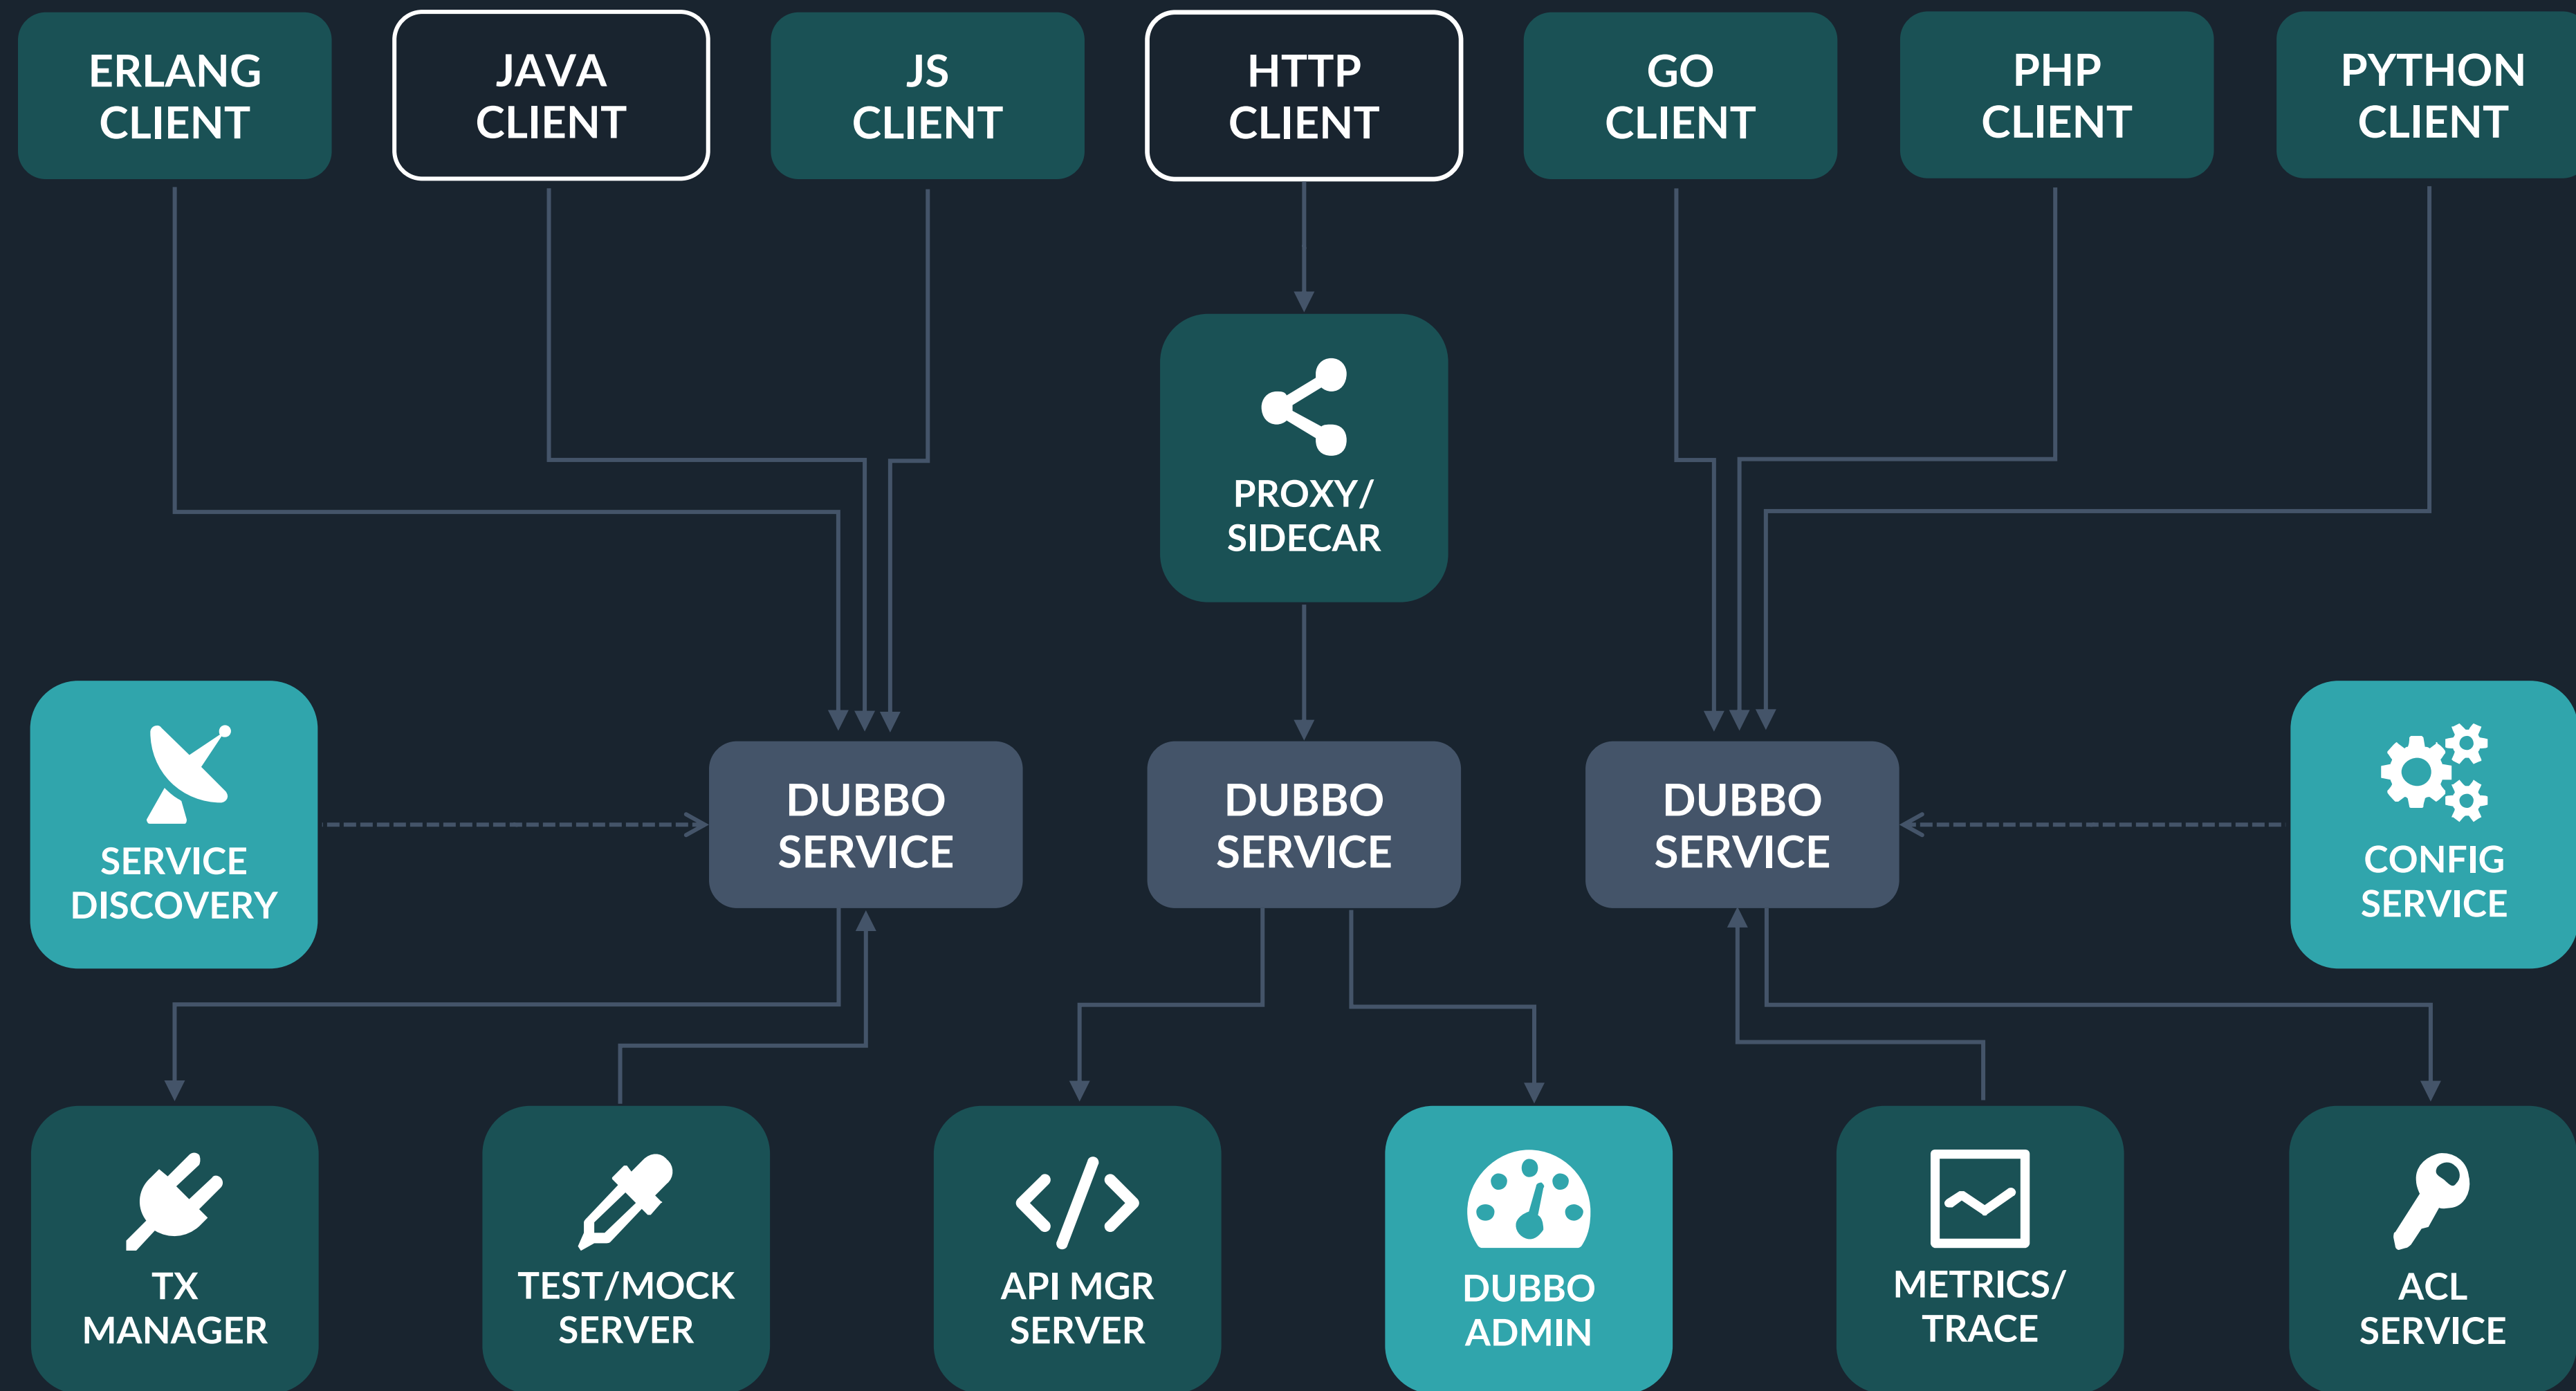 ERLANG
CLIENT
JAVA
CLIENT
JS
CLIENT
HTTP
CLIENT
GO
CLIENT
PHP
CLIENT
PYTHON
CLIENT
PROXY/
SIDECAR
SERVICE
DISCOVERY
DUBBO
SERVICE
DUBBO
SERVICE
DUBBO
SERVICE
CONFIG
SERVICE
TX
MANAGER
TEST/MOCK
SERVER
API MGR
SERVER
DUBBO
ADMIN
METRICS/
TRACE
ACL
SERVICE